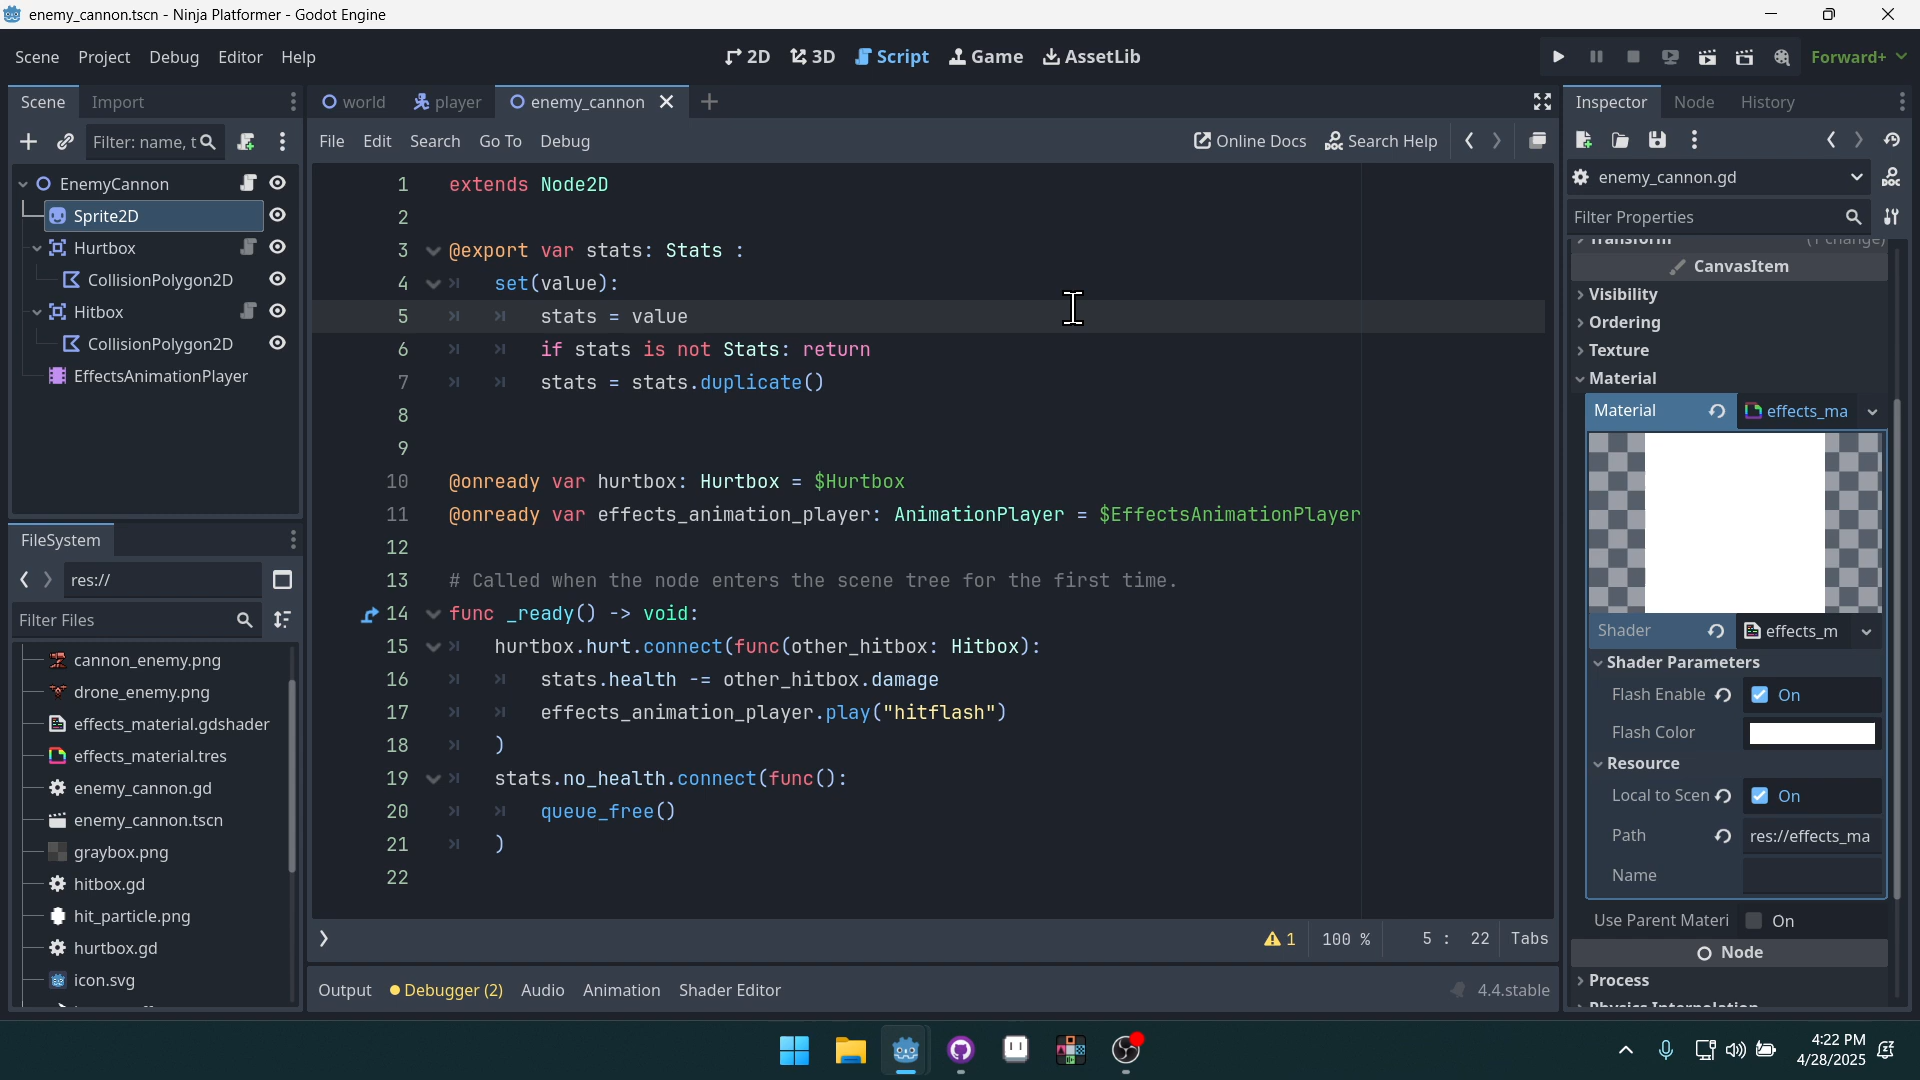 enemy_cannon.tscn - Ninja Platformer - Godot Engine
Scene Project Debug Editor Help
2D 3D Script Game AssetLib
Forward+
Scene Import
world player enemy_cannon
Inspector Node History
Filter: name, t
File Edit Search Go To Debug
Online Docs Search Help
EnemyCannon
Sprite2D
Hurtbox
CollisionPolygon2D
Hitbox
CollisionPolygon2D
EffectsAnimationPlayer
FileSystem
res://
Filter Files
cannon_enemy.png
drone_enemy.png
effects_material.gdshader
effects_material.tres
enemy_cannon.gd
enemy_cannon.tscn
graybox.png
hitbox.gd
hit_particle.png
hurtbox.gd
icon.svg
1 extends Node2D
2
3 @export var stats: Stats :
4 set(value):
5 stats = value
6 if stats is not Stats: return
7 stats = stats.duplicate()
8
9
10 @onready var hurtbox: Hurtbox = $Hurtbox
11 @onready var effects_animation_player: AnimationPlayer = $EffectsAnimationPlayer
12
13 # Called when the node enters the scene tree for the first time.
14 func _ready() -> void:
15 hurtbox.hurt.connect(func(other_hitbox: Hitbox):
16 stats.health -= other_hitbox.damage
17 effects_animation_player.play("hitflash")
18 )
19 stats.no_health.connect(func():
20 queue_free()
21 )
22
1 100 % 5 : 22 Tabs
Output Debugger (2) Audio Animation Shader Editor
4.4.stable
enemy_cannon.gd
Filter Properties
Transform (1 change)
CanvasItem
Visibility
Ordering
Texture
Material
Material effects_ma
Shader effects_m
Shader Parameters
Flash Enable On
Flash Color
Resource
Local to Scen On
Path res://effects_ma
Name
Use Parent Materi On
Node
Process
Physics Interpolation
4:22 PM
4/28/2025